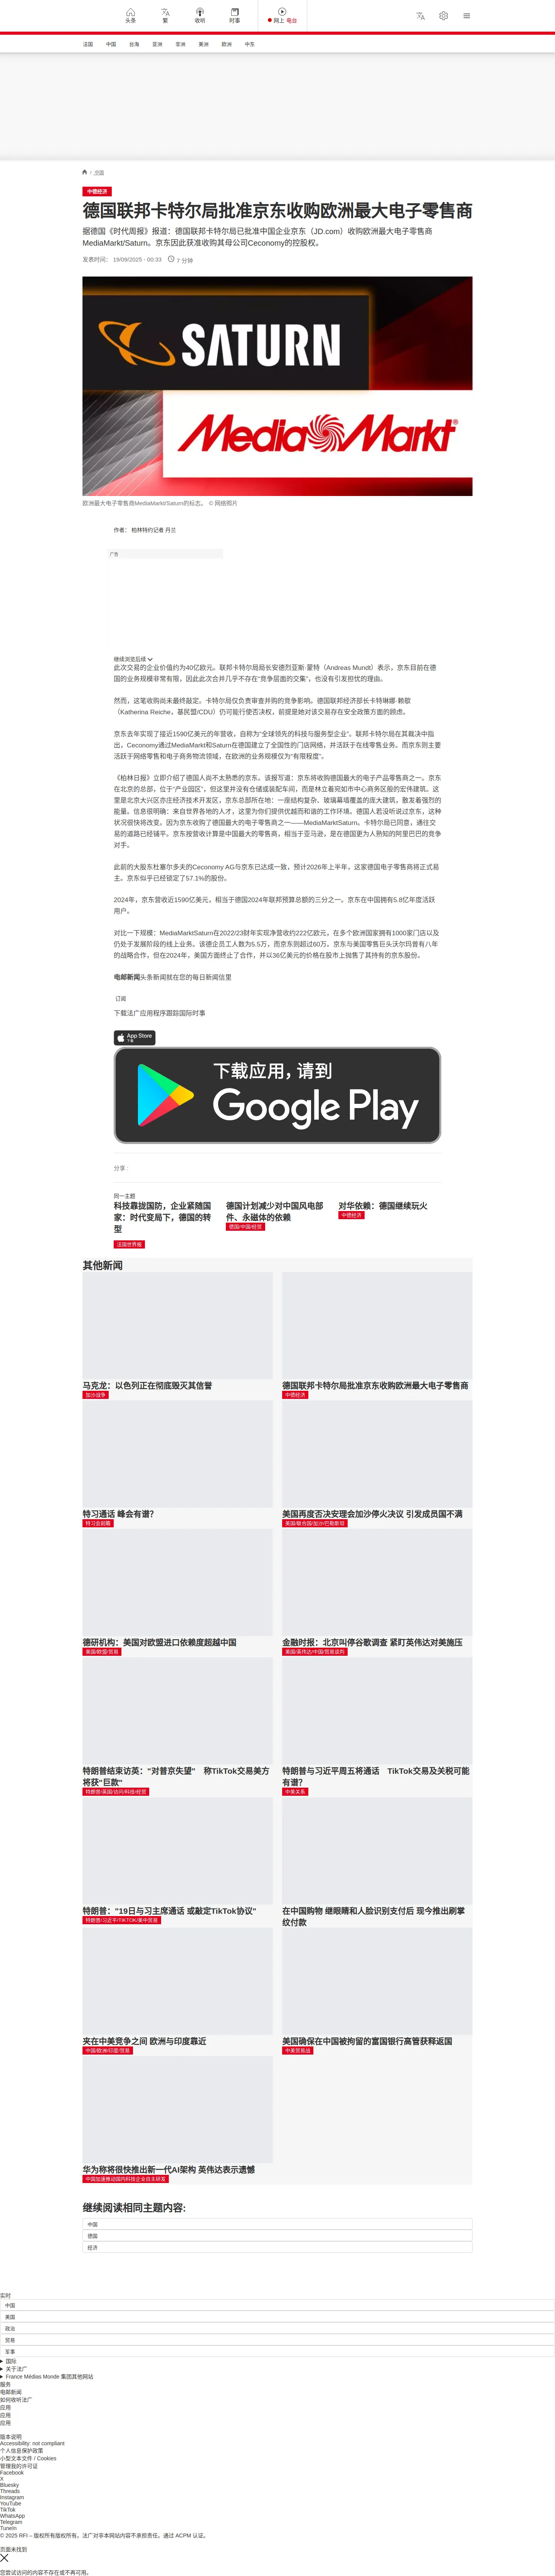 头条
繁
收听
时事
网上 电台
法国
中国
台海
亚洲
非洲
美洲
欧洲
中东
/ 中国
中德经济
德国联邦卡特尔局批准京东收购欧洲最大电子零售商
据德国《时代周报》报道：德国联邦卡特尔局已批准中国企业京东（JD.com）收购欧洲最大电子零售商
MediaMarkt/Saturn。京东因此获准收购其母公司Ceconomy的控股权。
发表时间： 19/09/2025 - 00:33
7 分钟
SATURN
MediaMarkt
欧洲最大电子零售商MediaMarkt/Saturn的标志。 © 网络照片
作者： 柏林特约记者 丹兰
广告
继续浏览后续
此次交易的企业价值约为40亿欧元。联邦卡特尔局局长安德烈亚斯·蒙特（Andreas Mundt）表示，京东目前在德
国的业务规模非常有限，因此此次合并几乎不存在"竞争层面的交集"，也没有引发担忧的理由。
然而，这笔收购尚未最终敲定。卡特尔局仅负责审查并购的竞争影响。德国联邦经济部长卡特琳娜·赖歇
（Katherina Reiche，基民盟/CDU）仍可能行使否决权，前提是她对该交易存在安全政策方面的顾虑。
京东去年实现了接近1590亿美元的年营收，自称为"全球领先的科技与服务型企业"。联邦卡特尔局在其裁决中指
出，Ceconomy通过MediaMarkt和Saturn在德国建立了全国性的门店网络，并活跃于在线零售业务。而京东则主要
活跃于网络零售和电子商务物流领域，在欧洲的业务规模仅为"有限程度"。
《柏林日报》立即介绍了德国人尚不太熟悉的京东。该报写道：京东将收购德国最大的电子产品零售商之一。京东
在北京的总部，位于"产业园区"，但这里并没有仓储或装配车间，而是林立着宛如市中心商务区般的宏伟建筑。这
里是北京大兴区亦庄经济技术开发区，京东总部所在地：一座结构复杂、玻璃幕墙覆盖的庞大建筑，散发着强烈的
能量。信息很明确：来自世界各地的人才，这里为你们提供优越而和谐的工作环境。德国人若没听说过京东，这种
状况很快将改变。因为京东收购了德国最大的电子零售商之一——MediaMarktSaturn。卡特尔局已同意，通往交
易的道路已经铺平。京东按营收计算是中国最大的零售商，相当于亚马逊，是在德国更为人熟知的阿里巴巴的竞争
对手。
此前的大股东杜塞尔多夫的Ceconomy AG与京东已达成一致，预计2026年上半年，这家德国电子零售商将正式易
主。京东似乎已经锁定了57.1%的股份。
2024年，京东营收近1590亿美元，相当于德国2024年联邦预算总额的三分之一。京东在中国拥有5.8亿年度活跃
用户。
对比一下规模：MediaMarktSaturn在2022/23财年实现净营收约222亿欧元，在多个欧洲国家拥有1000家门店以及
仍处于发展阶段的线上业务。该德企员工人数为5.5万，而京东则超过60万。京东与美国零售巨头沃尔玛曾有八年
的战略合作，但在2024年，美国方面终止了合作，并以36亿美元的价格在股市上抛售了其持有的京东股份。
电邮新闻头条新闻就在您的每日新闻信里
订阅
下载法广应用程序跟踪国际时事
App Store
下载
下载应用，请到
Google Play
分享 :
同一主题
科技靠拢国防，企业紧随国
家：时代变局下，德国的转
型
法国世界报
德国计划减少对中国风电部
件、永磁体的依赖
德国/中国/经贸
对华依赖：德国继续玩火
中德经济
其他新闻
马克龙：以色列正在彻底毁灭其信誉
加沙战争
德国联邦卡特尔局批准京东收购欧洲最大电子零售商
中德经济
特习通话 峰会有谱？
特习会前瞻
美国再度否决安理会加沙停火决议 引发成员国不满
美国/联合国/加沙/巴勒斯坦
德研机构：美国对欧盟进口依赖度超越中国
美国/欧盟/贸易
金融时报：北京叫停谷歌调查 紧盯英伟达对美施压
美国/英伟达/中国/贸易谈判
特朗普结束访英："对普京失望" 称TikTok交易美方
将获"巨款"
特朗普/英国/访问/科技/经贸
特朗普与习近平周五将通话 TikTok交易及关税可能
有谱？
中美关系
特朗普："19日与习主席通话 或敲定TikTok协议"
特朗普/习近平/TIKTOK/美中贸易
在中国购物 继眼睛和人脸识别支付后 现今推出刷掌
纹付款
夹在中美竞争之间 欧洲与印度靠近
中国/欧洲/印度/贸易
美国确保在中国被拘留的富国银行高管获释返国
中美贸易战
华为称将很快推出新一代AI架构 英伟达表示遗憾
中国加速推动国内科技企业自主研发
继续阅读相同主题内容:
中国
德国
经济
实时
中国
美国
政治
贸易
军事
国际
关于法广
France Médias Monde 集团其他网站
服务
电邮新闻
如何收听法广
应用
应用
应用
版本说明
Accessibility: not compliant
个人信息保护政策
小型文本文件 / Cookies
管理我的许可证
Facebook
X
Bluesky
Threads
Instagram
YouTube
TikTok
WhatsApp
Telegram
TuneIn
© 2025 RFI – 版权所有版权所有。法广对非本网站内容不承担责任。通过 ACPM 认证。
页面未找到
您尝试访问的内容不存在或不再可用。